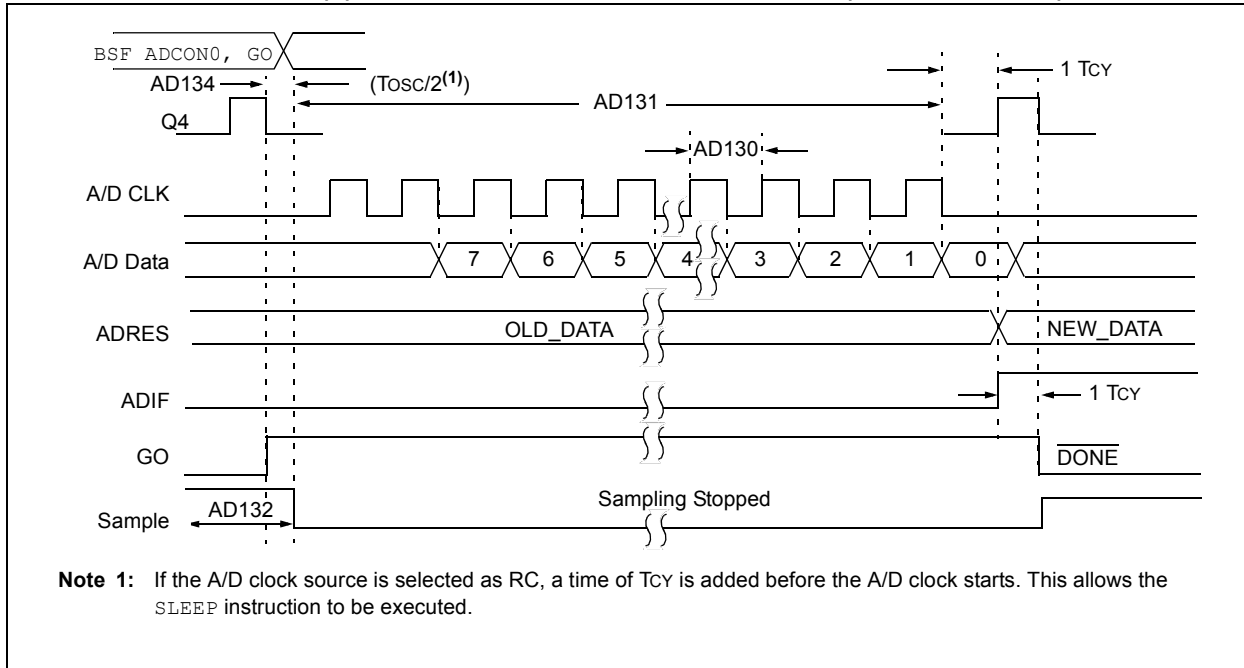 BSF ADCON0, GO
AD134 (TOSC/2(1)) 1 TCY
AD131
Q4
AD130
A/D CLK
A/D Data 7 6 5 4 3 2 1 0
ADRES OLD_DATA NEW_DATA
ADIF 1 TCY
GO DONE
Sampling Stopped
Sample AD132
Note 1: If the A/D clock source is selected as RC, a time of TCY is added before the A/D clock starts. This allows the
SLEEP instruction to be executed.